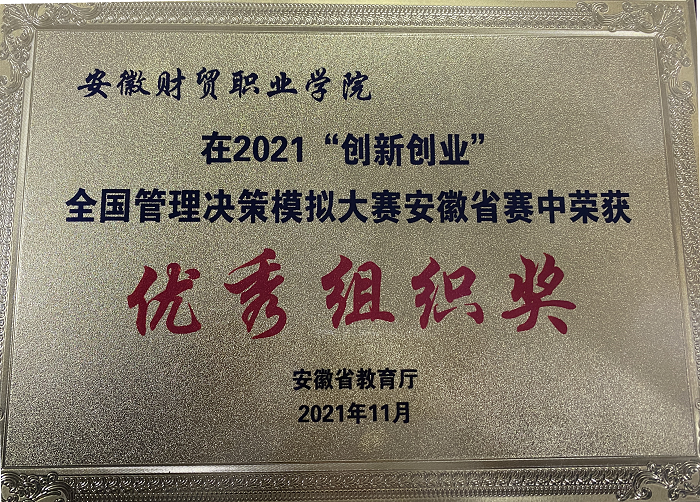 安徽财贸职业学院
在2021“创新创业”
全国管理决策模拟大赛安徽省赛中荣获
优秀组织奖
安徽省教育厅
2021年11月